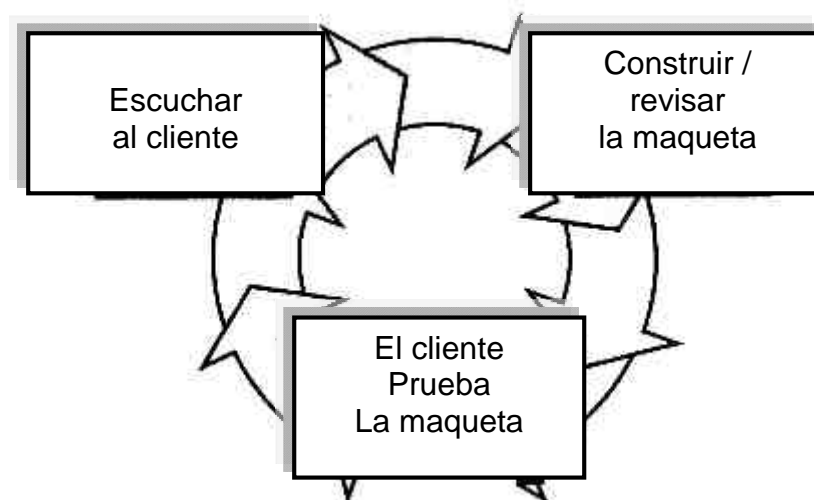 Escuchar
al cliente
Construir /
revisar
la maqueta
El cliente
Prueba
La maqueta